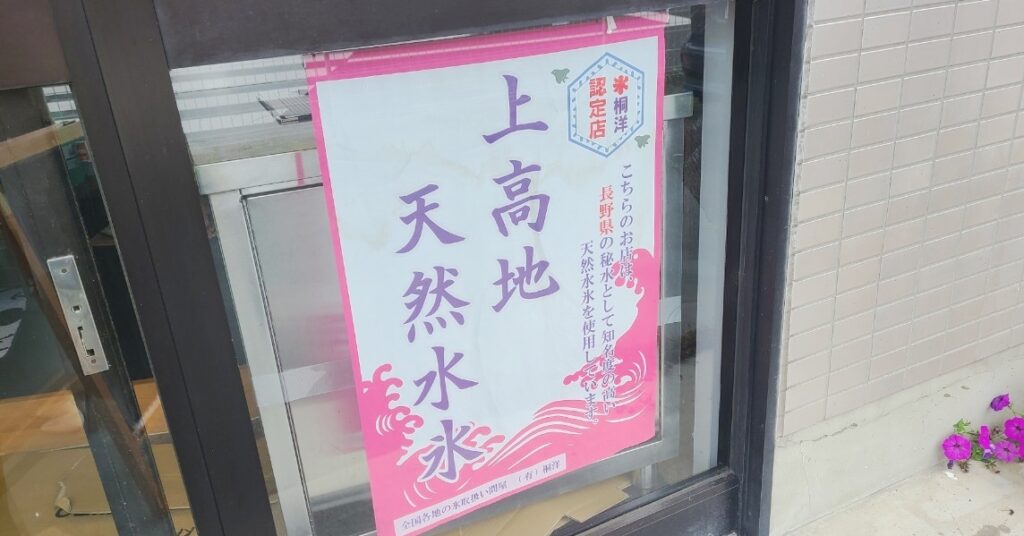 氷桐洋
認定店
こちらのお店は、
長野県の秘水として知名度の高い
天然水氷を使用しています。
上高地
天然水氷
全国各地の氷取扱い問屋 (有)桐洋